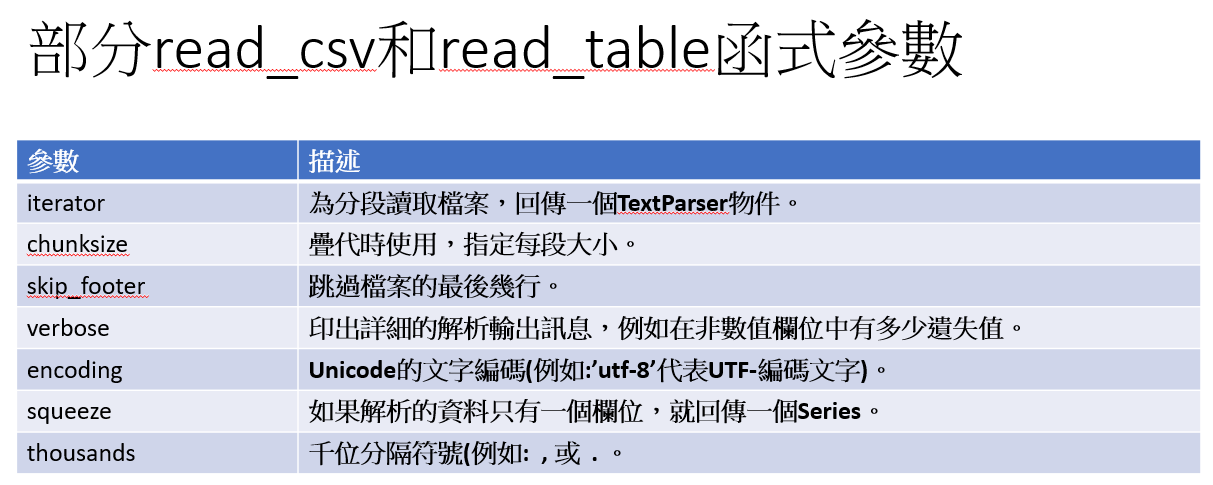 部分read_csv和read_table函式參數
參數 描述
iterator 為分段讀取檔案，回傳一個TextParser物件。
chunksize 疊代時使用，指定每段大小。
skip_footer 跳過檔案的最後幾行。
verbose 印出詳細的解析輸出訊息，例如在非數值欄位中有多少遺失值。
encoding Unicode的文字編碼(例如:’utf-8’代表UTF-編碼文字)。
squeeze 如果解析的資料只有一個欄位，就回傳一個Series。
thousands 千位分隔符號(例如: , 或 . 。